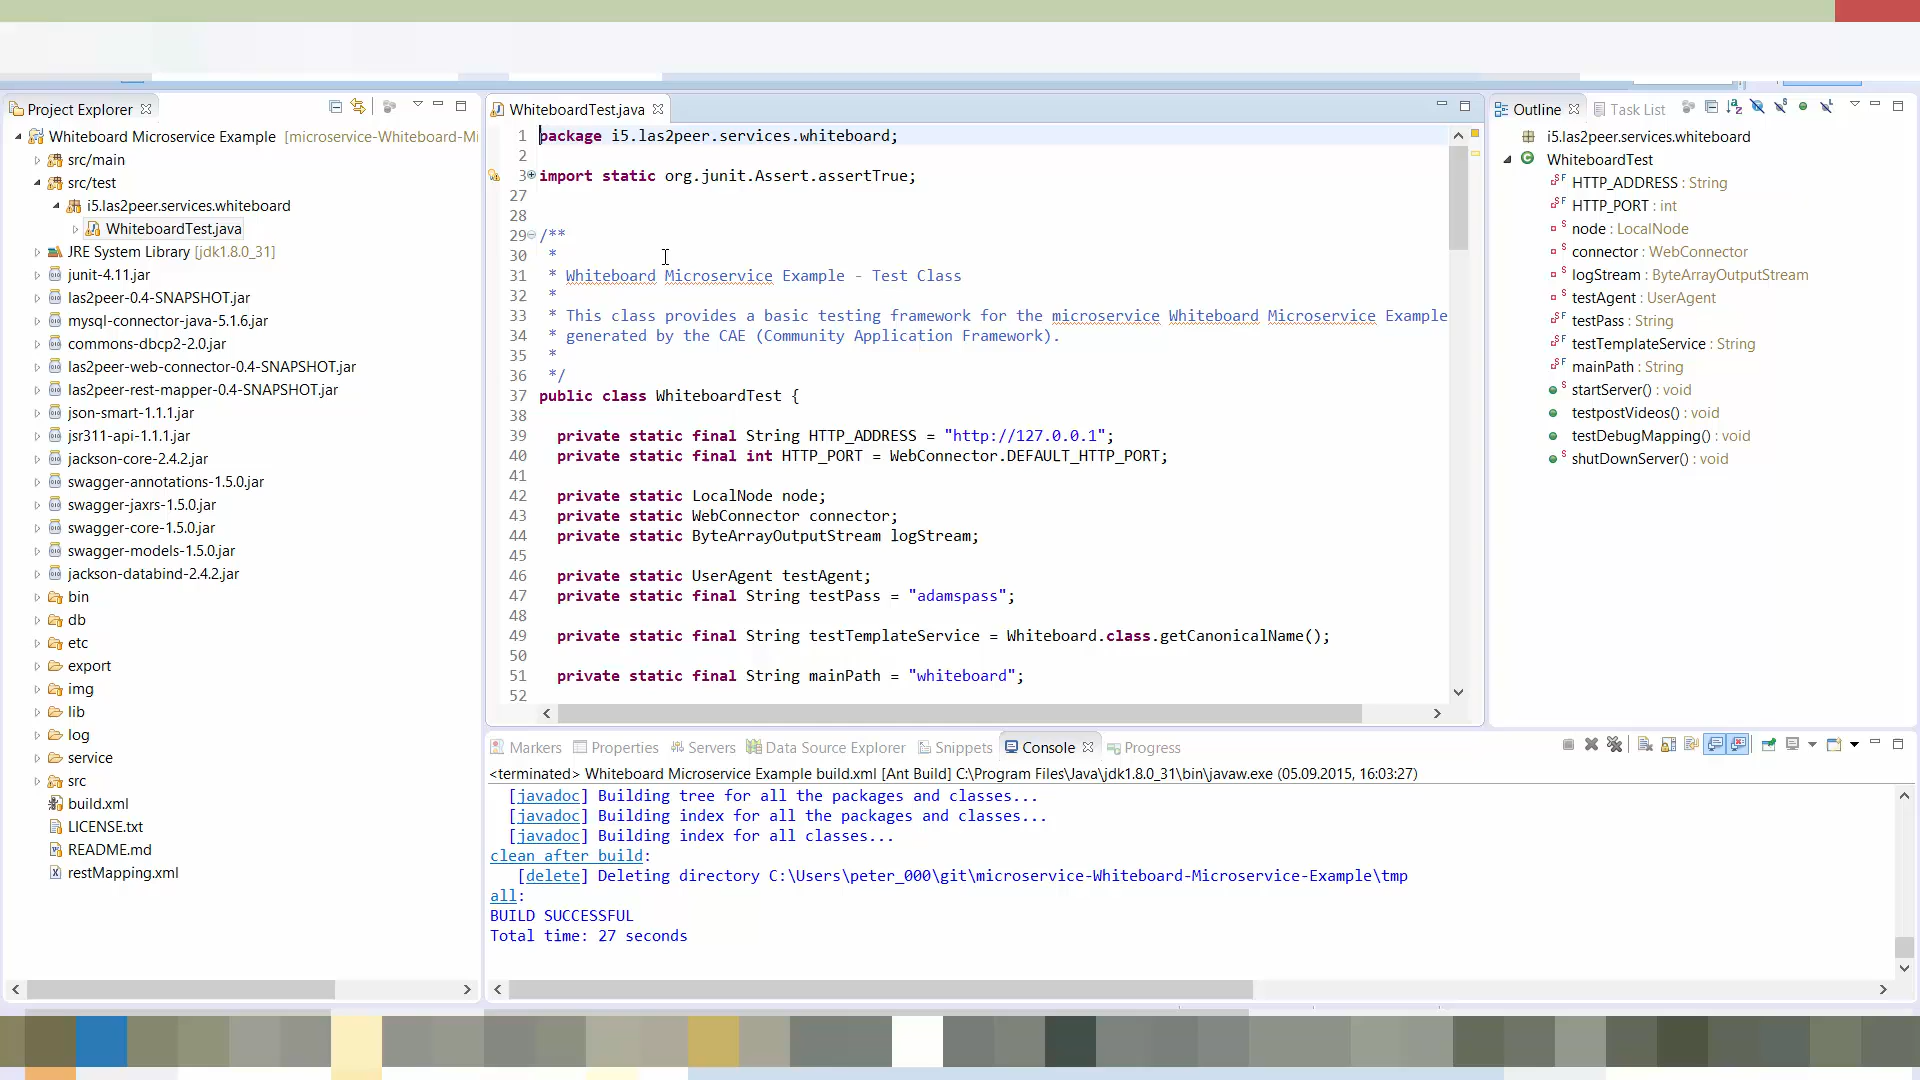 Project Explorer
Whiteboard Microservice Example [microservice-Whiteboard-Mi
src/main
src/test
i5.las2peer.services.whiteboard
WhiteboardTest.java
JRE System Library [jdk1.8.0_31]
junit-4.11.jar
las2peer-0.4-SNAPSHOT.jar
mysql-connector-java-5.1.6.jar
commons-dbcp2-2.0.jar
las2peer-web-connector-0.4-SNAPSHOT.jar
las2peer-rest-mapper-0.4-SNAPSHOT.jar
json-smart-1.1.1.jar
jsr311-api-1.1.1.jar
jackson-core-2.4.2.jar
swagger-annotations-1.5.0.jar
swagger-jaxrs-1.5.0.jar
swagger-core-1.5.0.jar
swagger-models-1.5.0.jar
jackson-databind-2.4.2.jar
bin
db
etc
export
img
lib
log
service
src
build.xml
LICENSE.txt
README.md
restMapping.xml
WhiteboardTest.java
1 package i5.las2peer.services.whiteboard;
2
3 import static org.junit.Assert.assertTrue;
27
28
29 /**
30 *
31 * Whiteboard Microservice Example - Test Class
32 *
33 * This class provides a basic testing framework for the microservice Whiteboard Microservice Example
34 * generated by the CAE (Community Application Framework).
35 *
36 */
37 public class WhiteboardTest {
38
39 private static final String HTTP_ADDRESS = "http://127.0.0.1";
40 private static final int HTTP_PORT = WebConnector.DEFAULT_HTTP_PORT;
41
42 private static LocalNode node;
43 private static WebConnector connector;
44 private static ByteArrayOutputStream logStream;
45
46 private static UserAgent testAgent;
47 private static final String testPass = "adamspass";
48
49 private static final String testTemplateService = Whiteboard.class.getCanonicalName();
50
51 private static final String mainPath = "whiteboard";
52
Outline Task List
i5.las2peer.services.whiteboard
WhiteboardTest
HTTP_ADDRESS : String
HTTP_PORT : int
node : LocalNode
connector : WebConnector
logStream : ByteArrayOutputStream
testAgent : UserAgent
testPass : String
testTemplateService : String
mainPath : String
startServer() : void
testpostVideos() : void
testDebugMapping() : void
shutDownServer() : void
Markers Properties Servers Data Source Explorer Snippets Console Progress
<terminated> Whiteboard Microservice Example build.xml [Ant Build] C:\Program Files\Java\jdk1.8.0_31\bin\javaw.exe (05.09.2015, 16:03:27)
[javadoc] Building tree for all the packages and classes...
[javadoc] Building index for all the packages and classes...
[javadoc] Building index for all classes...
clean after build:
[delete] Deleting directory C:\Users\peter_000\git\microservice-Whiteboard-Microservice-Example\tmp
all:
BUILD SUCCESSFUL
Total time: 27 seconds